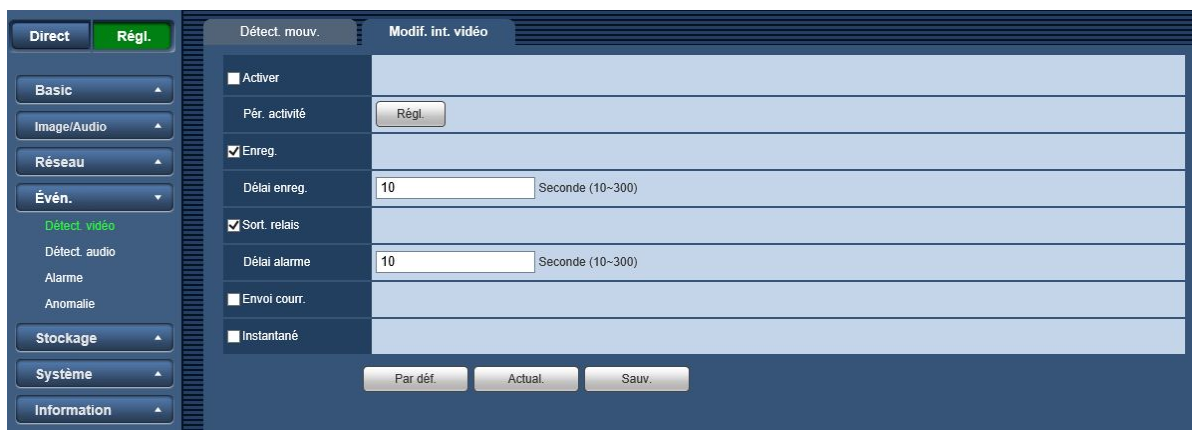 Direct Régl.
Basic
Image/Audio
Réseau
Évén.
Détect. vidéo
Détect. audio
Alarme
Anomalie
Stockage
Système
Information
Détect. mouv. Modif. int. vidéo
Activer
Pér. activité Régl.
Enreg.
Délai enreg. 10 Seconde (10~300)
Sort. relais
Délai alarme 10 Seconde (10~300)
Envoi courr.
Instantané
Par déf. Actual. Sauv.